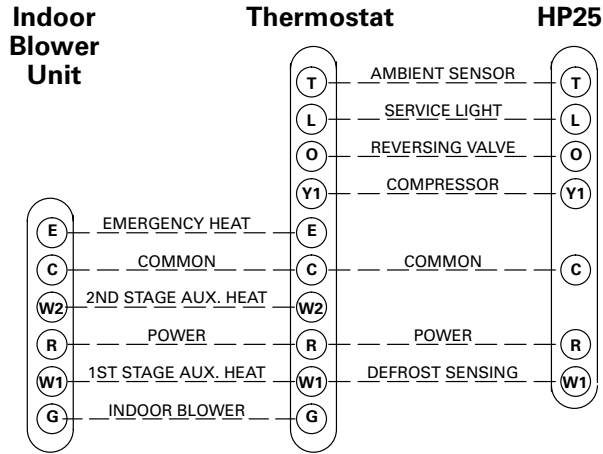 Indoor Blower Unit
Thermostat
HP25
T AMBIENT SENSOR T
L SERVICE LIGHT L
O REVERSING VALVE O
Y1 COMPRESSOR Y1
E EMERGENCY HEAT E
C COMMON C COMMON C
W2 2ND STAGE AUX. HEAT W2
R POWER R POWER R
W1 1ST STAGE AUX. HEAT W1 DEFROST SENSING W1
G INDOOR BLOWER G